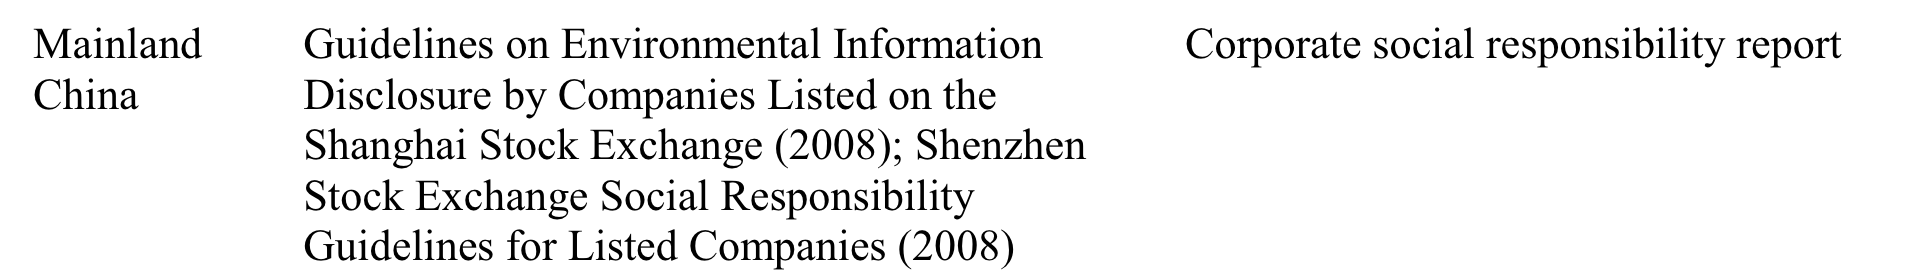 Mainland China
Guidelines on Environmental Information
Disclosure by Companies Listed on the
Shanghai Stock Exchange (2008); Shenzhen
Stock Exchange Social Responsibility
Guidelines for Listed Companies (2008)
Corporate social responsibility report